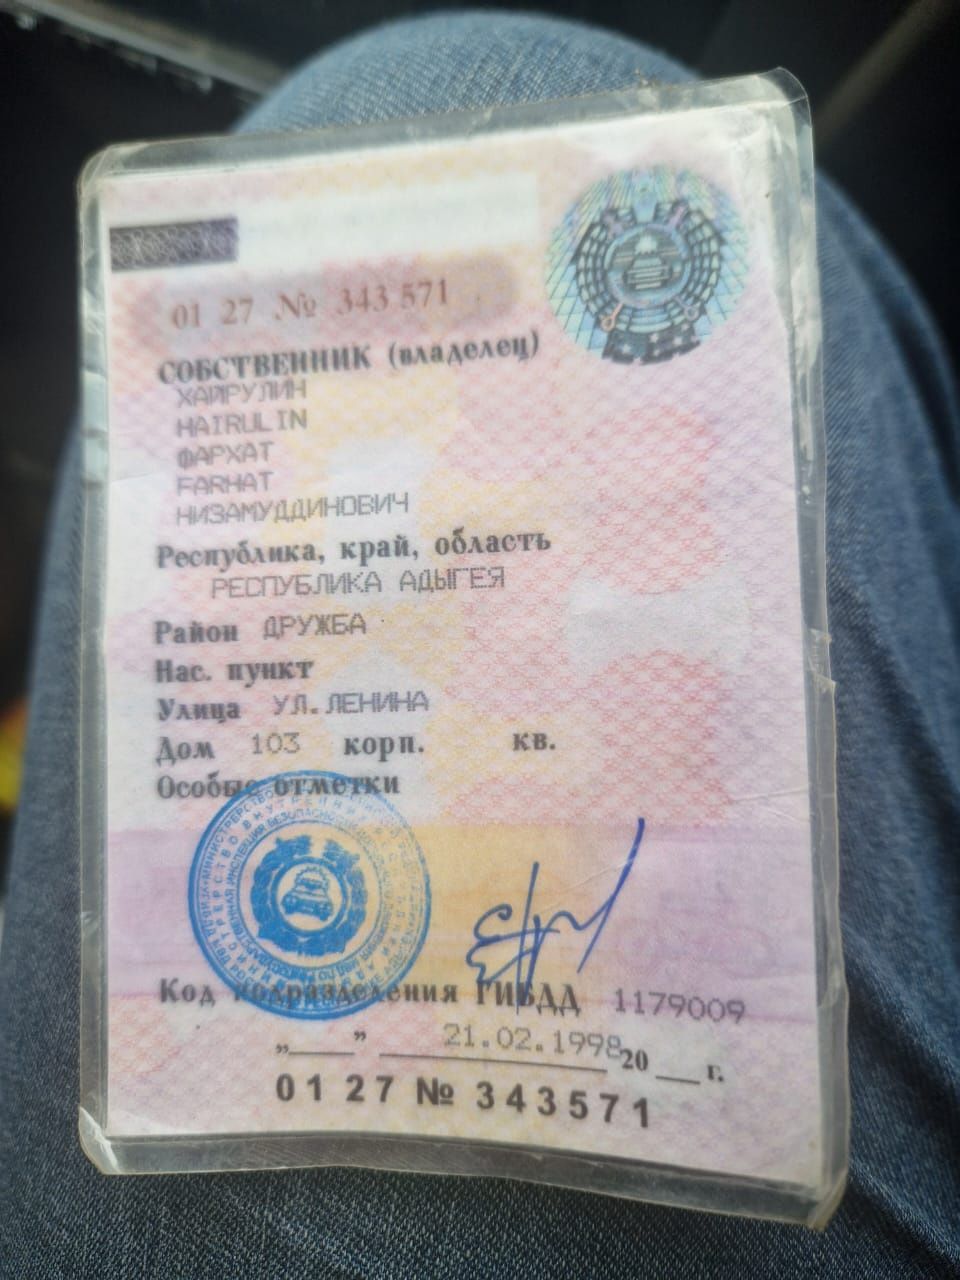 01 27 № 343 571
СОБСТВЕННИК (владелец)
ХАЙРУЛИН
HAIRULIN
ФАРХАТ
FARHAT
НИЗАМУДДИНОВИЧ
Республика, край, область
РЕСПУБЛИКА АДЫГЕЯ
Район ДРУЖБА
Нас. пункт
Улица УЛ. ЛЕНИНА
Дом 103 корп. кв.
Особые отметки
Код подразделения ГИБДД 1179009
„ ” 21.02.1998 20 г.
01 27 № 343571